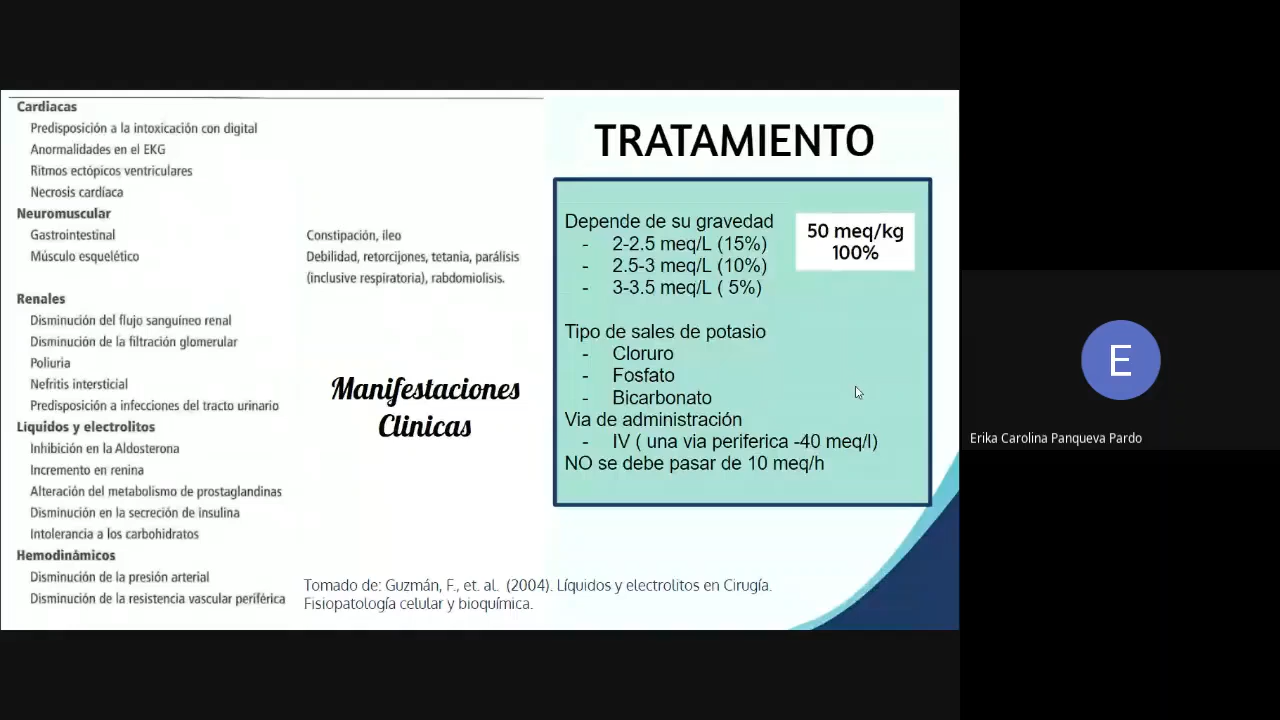 Cardiacas
Predisposición a la intoxicación con digital
Anormalidades en el EKG
Ritmos ectópicos ventriculares
Necrosis cardíaca
Neuromuscular
Gastrointestinal
Constipación, íleo
Músculo esquelético
Debilidad, retorcijones, tetania, parálisis
(inclusive respiratoria), rabdomiolisis.
Renales
Disminución del flujo sanguíneo renal
Disminución de la filtración glomerular
Poliuria
Nefritis intersticial
Predisposición a infecciones del tracto urinario
Líquidos y electrolitos
Inhibición en la Aldosterona
Incremento en renina
Alteración del metabolismo de prostaglandinas
Disminución en la secreción de insulina
Intolerancia a los carbohidratos
Hemodinámicos
Disminución de la presión arterial
Disminución de la resistencia vascular periférica
Manifestaciones
Clinicas
TRATAMIENTO
Depende de su gravedad
- 2-2.5 meq/L (15%)
- 2.5-3 meq/L (10%)
- 3-3.5 meq/L ( 5%)
50 meq/kg
100%
Tipo de sales de potasio
- Cloruro
- Fosfato
- Bicarbonato
Via de administración
- IV ( una via periferica -40 meq/l)
NO se debe pasar de 10 meq/h
Tomado de: Guzmán, F., et. al. (2004). Líquidos y electrolitos en Cirugía.
Fisiopatología celular y bioquímica.
E
Erika Carolina Panqueva Pardo